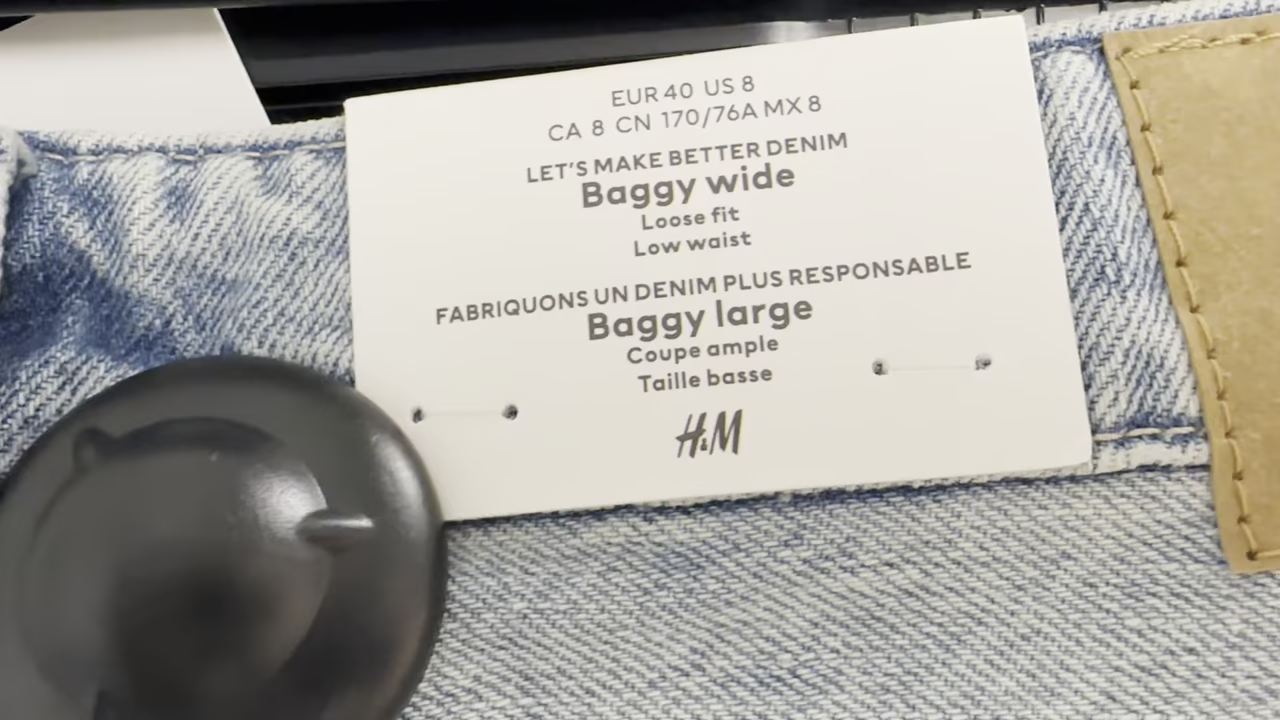 EUR 40 US 8
CA 8 CN 170/76A MX 8
LET'S MAKE BETTER DENIM
Baggy wide
Loose fit
Low waist
FABRIQUONS UN DENIM PLUS RESPONSABLE
Baggy large
Coupe ample
Taille basse
H&M